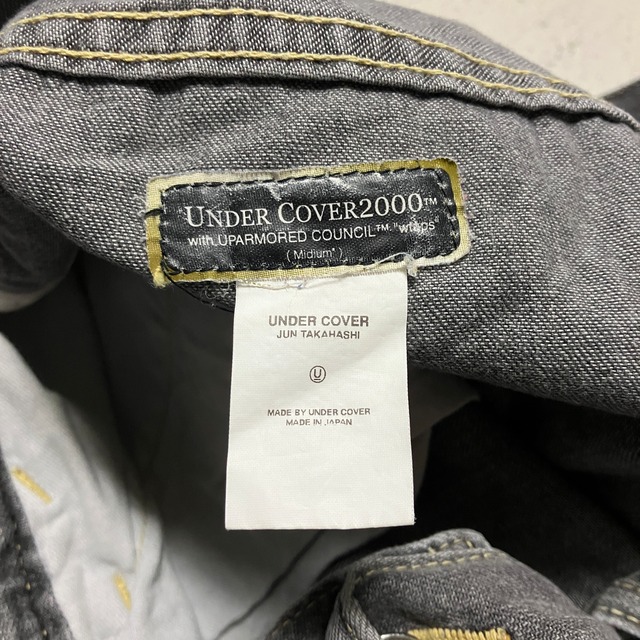 UNDER COVER2000™
with UPARMORED COUNCIL™ "wtaps"
( Midium" )
UNDER COVER
JUN TAKAHASHI
U
MADE BY UNDER COVER
MADE IN JAPAN